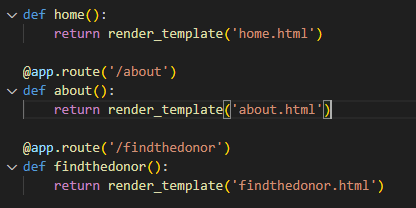 def home():
    return render_template('home.html')
@app.route('/about')
def about():
    return render_template('about.html')
@app.route('/findthedonor')
def findthedonor():
    return render_template('findthedonor.html')